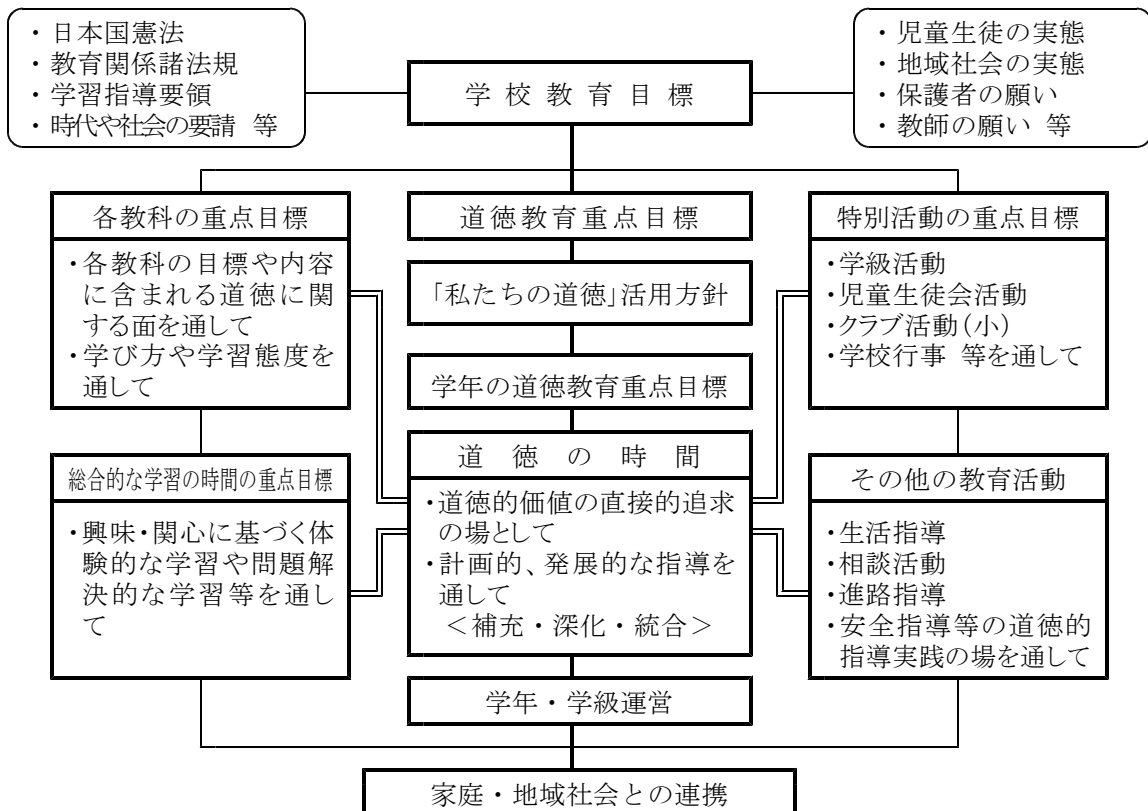 ・日本国憲法
・教育関係諸法規
・学習指導要領
・時代や社会の要請 等
学校教育目標
・児童生徒の実態
・地域社会の実態
・保護者の願い
・教師の願い 等
各教科の重点目標
・各教科の目標や内容
に含まれる道徳に関
する面を通して
・学び方や学習態度を
通して
道徳教育重点目標
「私たちの道徳」活用方針
学年の道徳教育重点目標
特別活動の重点目標
・学級活動
・児童生徒会活動
・クラブ活動(小)
・学校行事 等を通して
総合的な学習の時間の重点目標
・興味・関心に基づく体
験的な学習や問題解
決的な学習等を通し
て
道徳の時間
・道徳的価値の直接的追求
の場として
・計画的、発展的な指導を
通して
<補充・深化・統合>
その他の教育活動
・生活指導
・相談活動
・進路指導
・安全指導等の道徳的
指導実践の場を通して
学年・学級運営
家庭・地域社会との連携